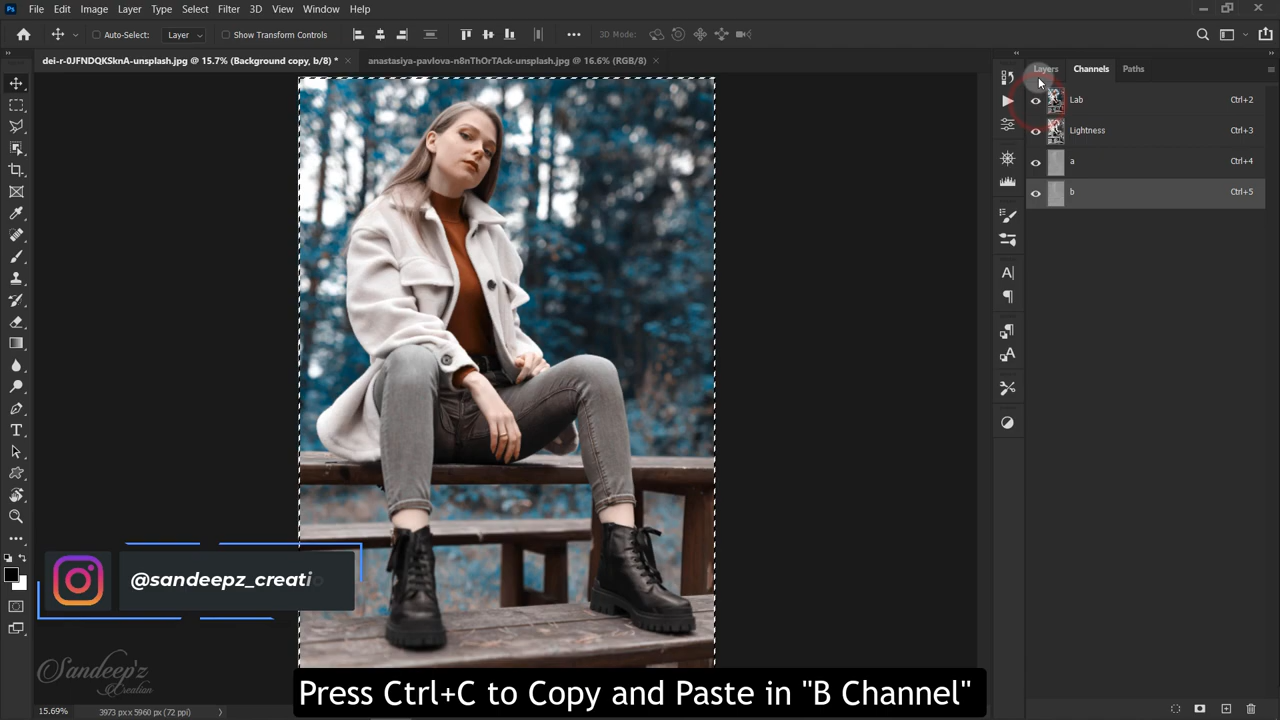 Ps File Edit Image Layer Type Select Filter 3D View Window Help
Auto-Select: Layer Show Transform Controls 3D Mode:
dei-r-0JFNDQKSknA-unsplash.jpg @ 15.7% (Background copy, b/8) * × anastasiya-pavlova-n8nThOrTAck-unsplash.jpg @ 16.6% (RGB/8) ×
Layers Channels Paths
Lab Ctrl+2
Lightness Ctrl+3
a Ctrl+4
b Ctrl+5
@sandeepz_creatio
Sandeep'z
Creation
Press Ctrl+C to Copy and Paste in "B Channel"
15.69% 3973 px x 5960 px (72 ppi)